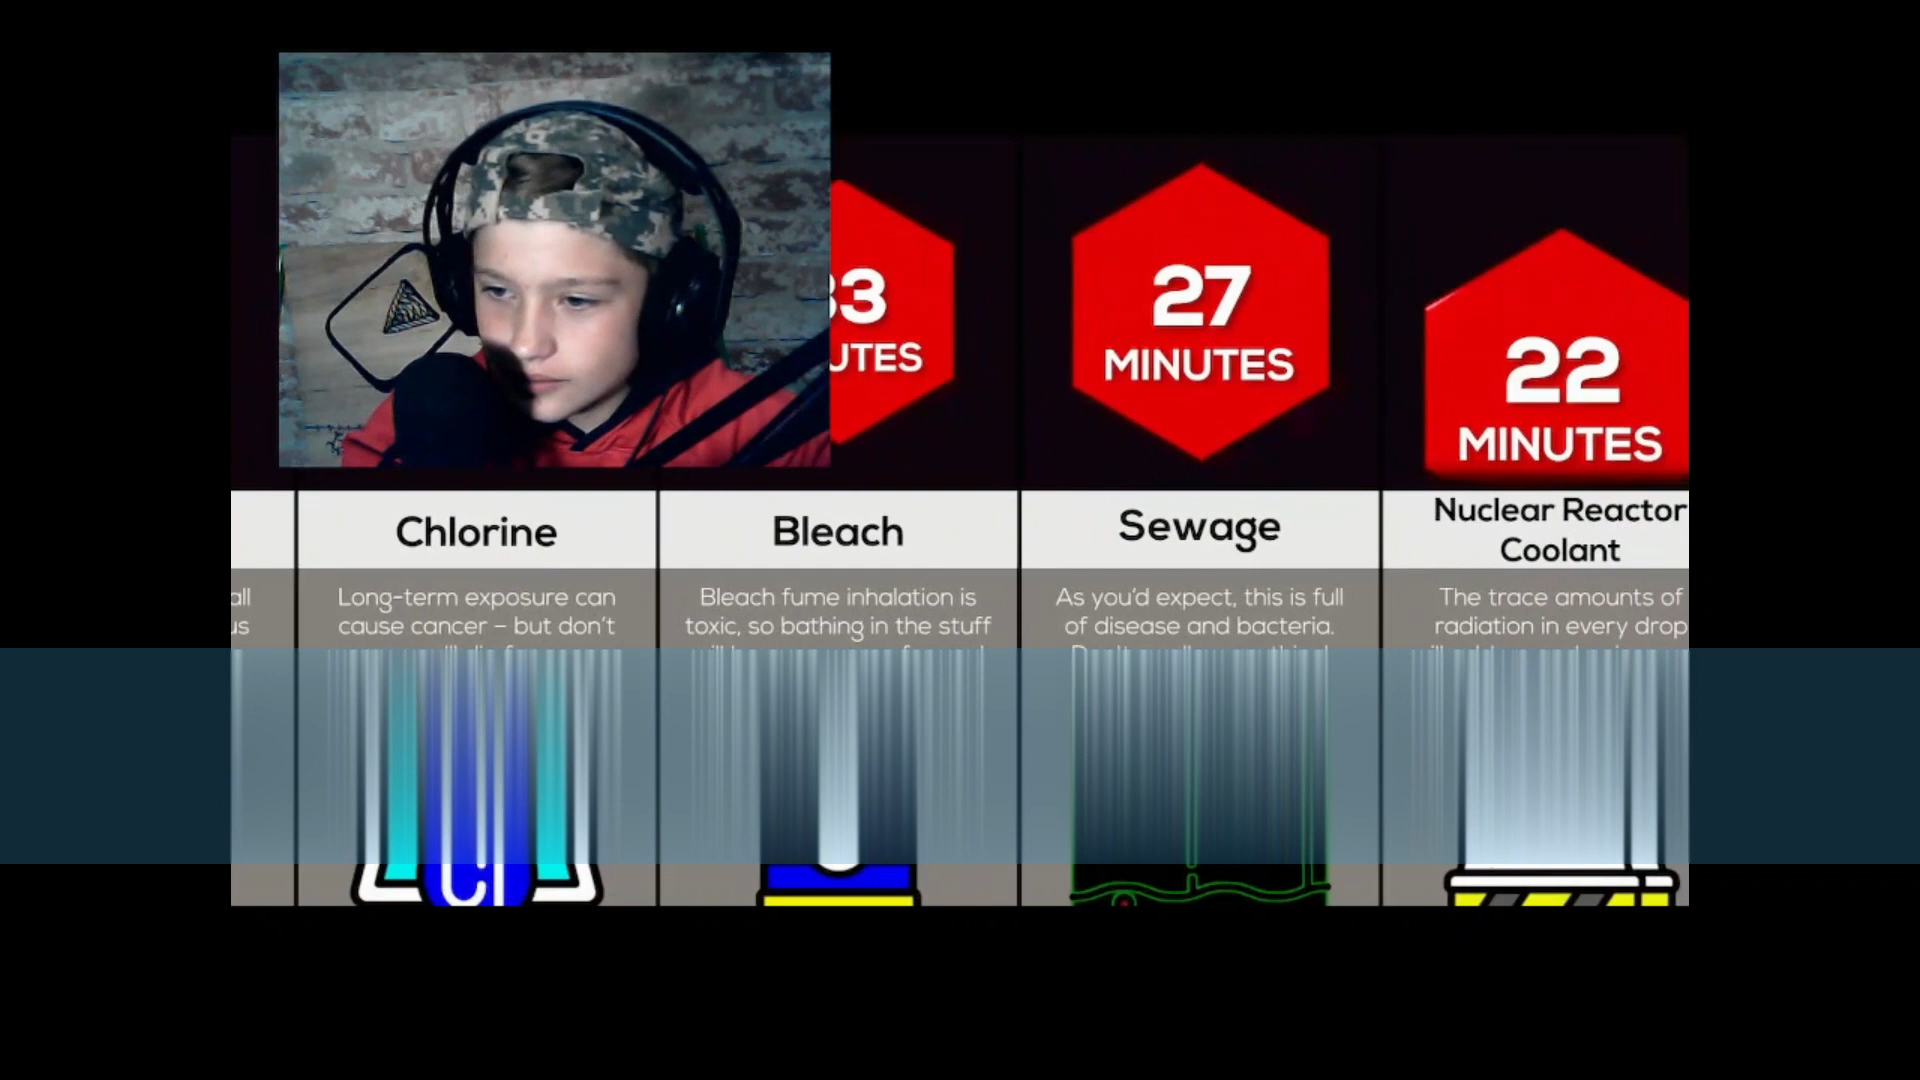 MINUTES
27
MINUTES
22
MINUTES
Chlorine
Long-term exposure can
cause cancer – but don't
Bleach
Bleach fume inhalation is
toxic, so bathing in the stuff
Sewage
As you'd expect, this is full
of disease and bacteria.
Nuclear Reactor
Coolant
The trace amounts of
radiation in every drop
Cl